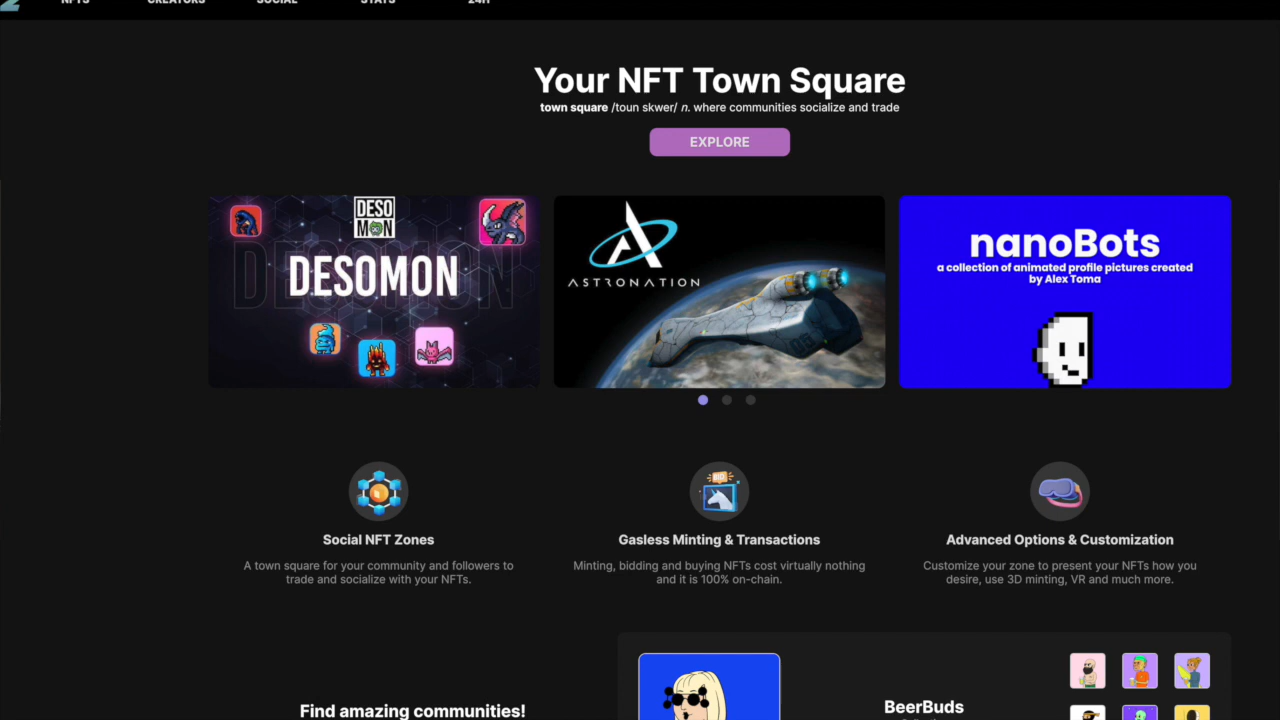 NFTS CREATORS SOCIAL STATS 24H
Your NFT Town Square
town square /toun skwer/ n. where communities socialize and trade
EXPLORE
DESO
MON
DESOMON
ASTRONATION
nanoBots
a collection of animated profile pictures created
by Alex Toma
BID
Social NFT Zones
A town square for your community and followers to
trade and socialize with your NFTs.
Gasless Minting & Transactions
Minting, bidding and buying NFTs cost virtually nothing
and it is 100% on-chain.
Advanced Options & Customization
Customize your zone to present your NFTs how you
desire, use 3D minting, VR and much more.
Find amazing communities!
BeerBuds